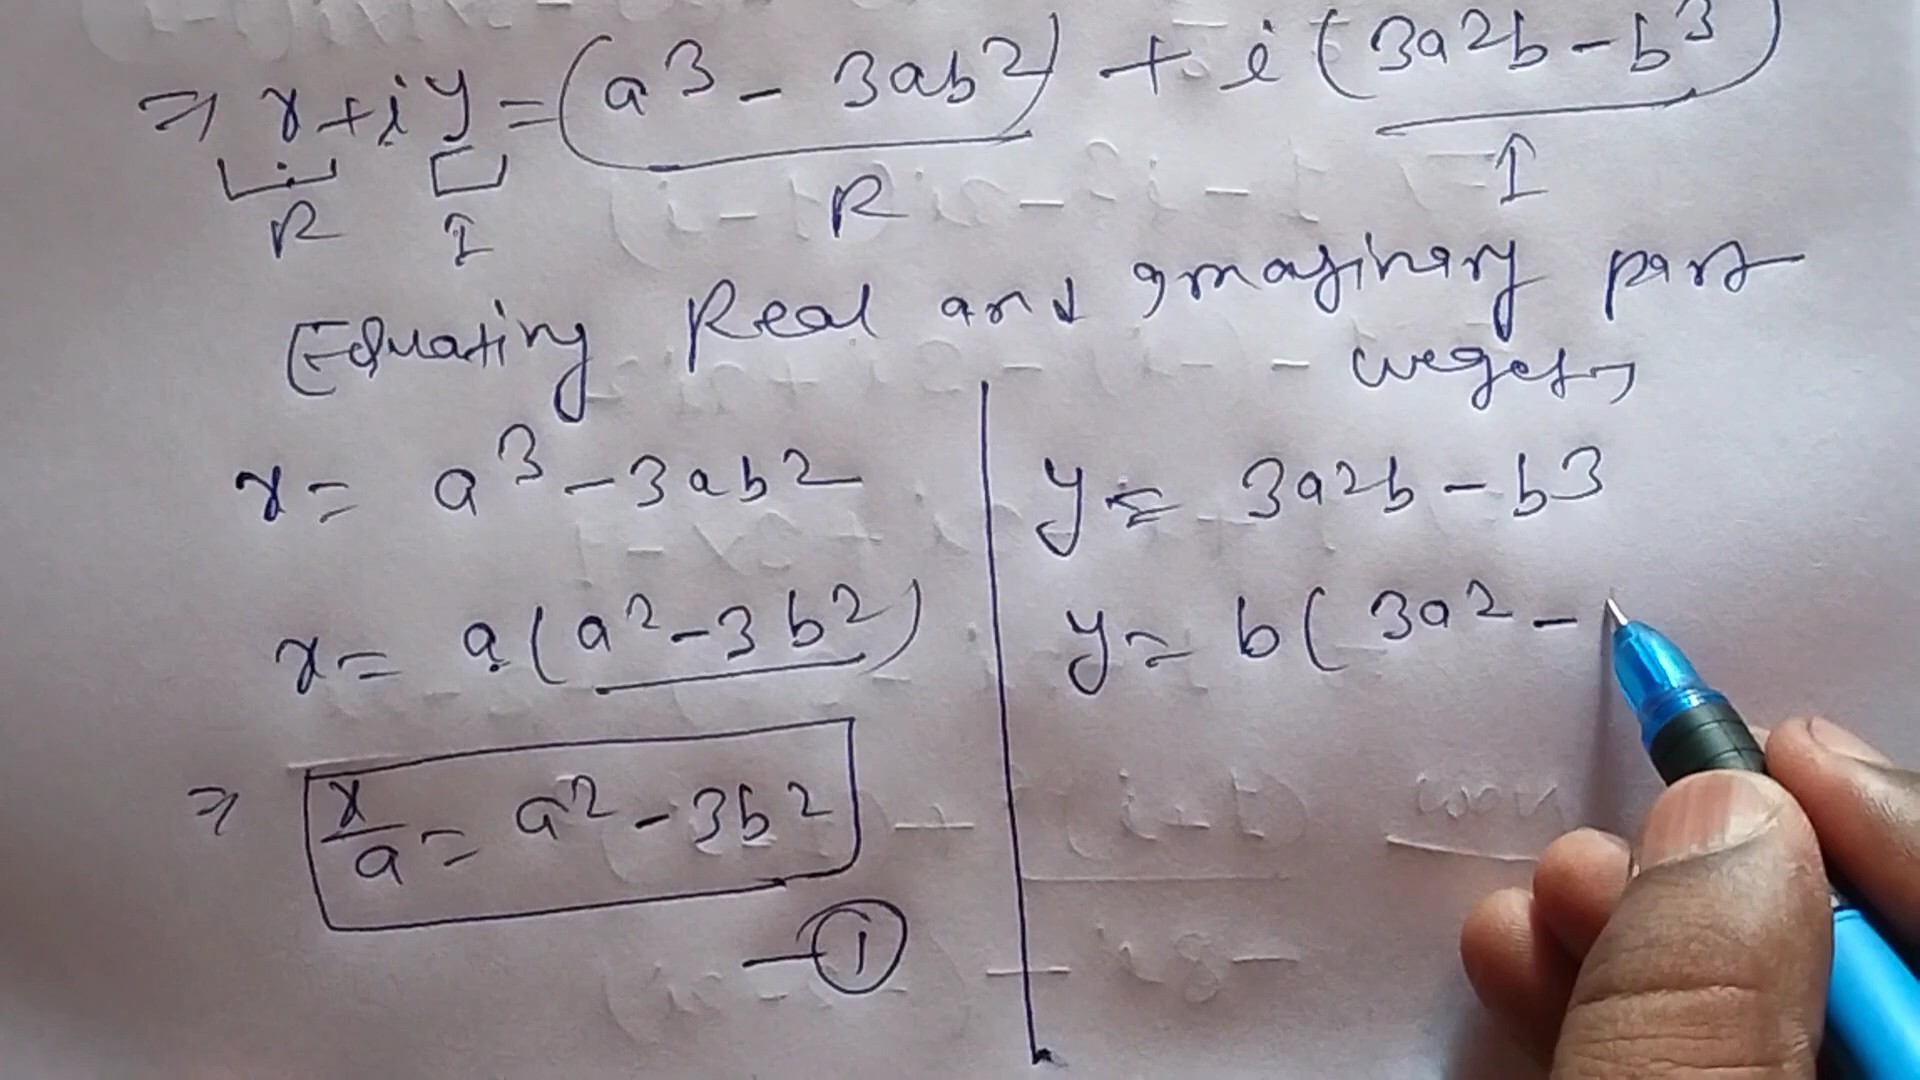 ⇒ x+iy = (a³ - 3ab²) + i (3a²b - b³)
R I R I
Equating Real and imaginary part
we get,
x = a³ - 3ab²
x = a(a² - 3b²)
⇒ x/a = a² - 3b²
— ①
y = 3a²b - b³
y = b(3a² -